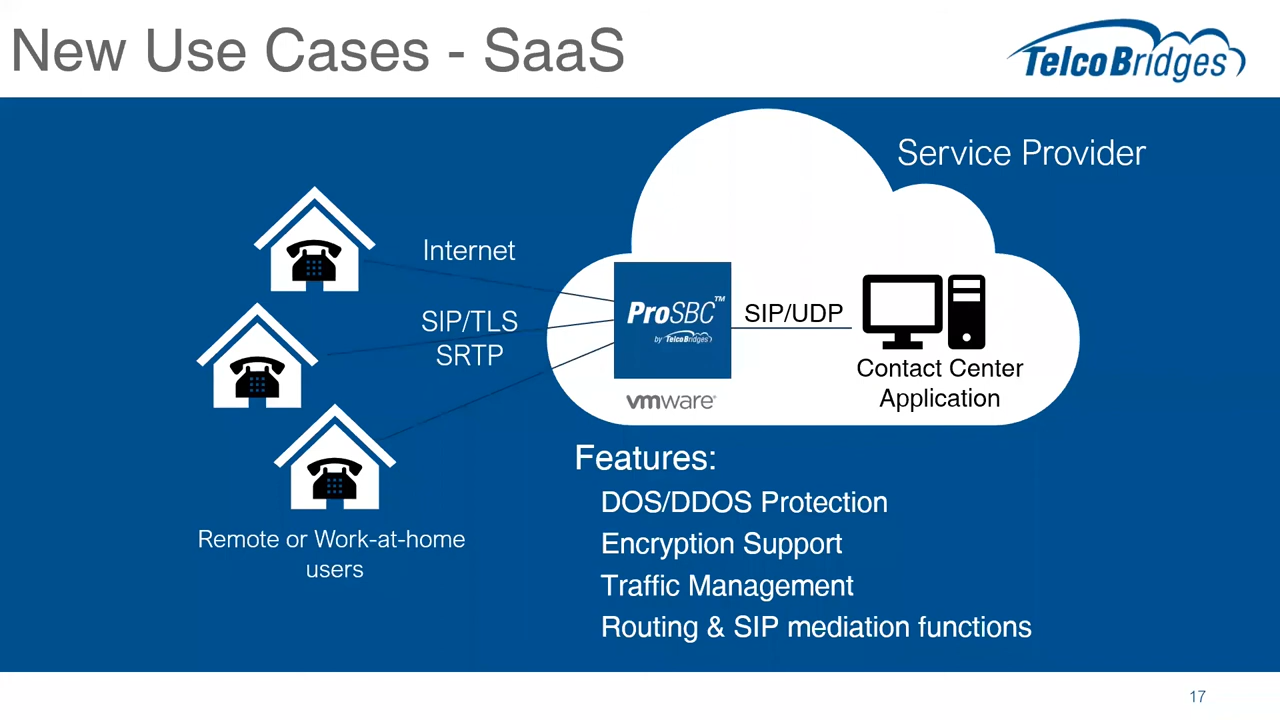 New Use Cases - SaaS
TelcoBridges
Service Provider
Internet
SIP/TLS
SRTP
ProSBC™
by TelcoBridges
SIP/UDP
vmware®
Contact Center
Application
Remote or Work-at-home
users
Features:
DOS/DDOS Protection
Encryption Support
Traffic Management
Routing & SIP mediation functions
17